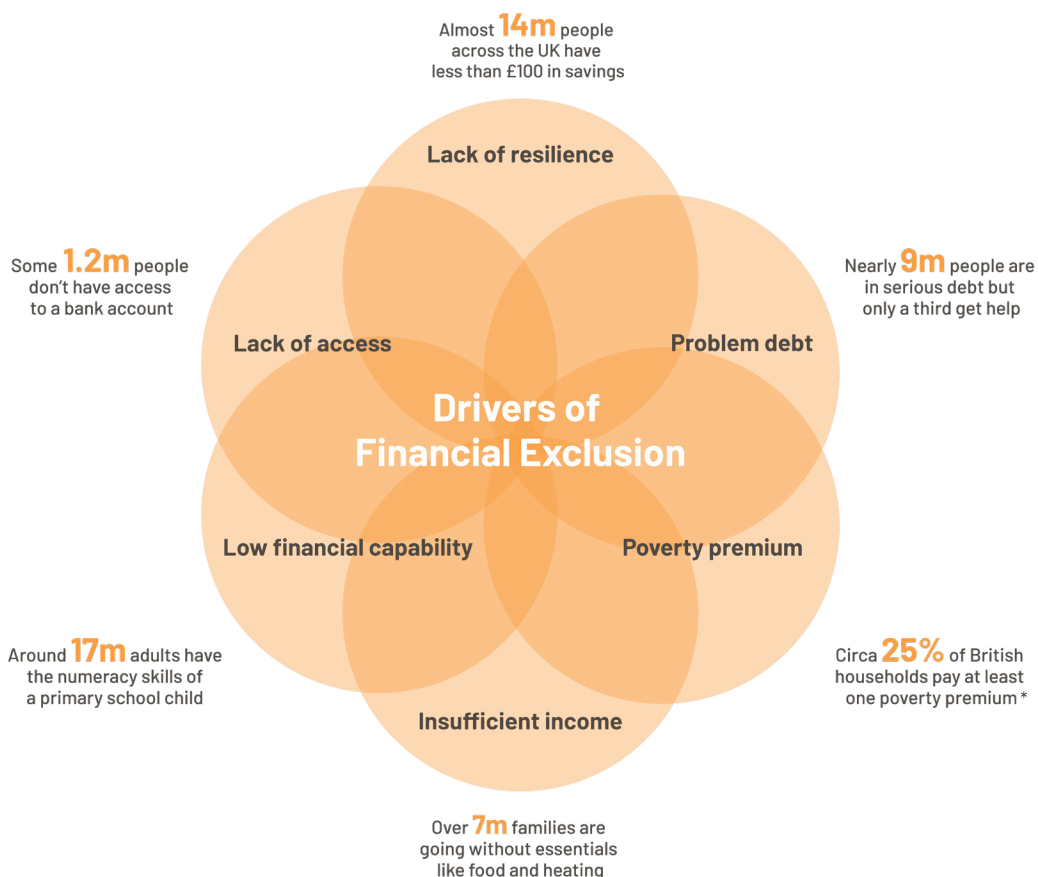 Almost 14m people
across the UK have
less than £100 in savings
Lack of resilience
Some 1.2m people
don't have access
to a bank account
Nearly 9m people are
in serious debt but
only a third get help
Lack of access
Problem debt
Drivers of
Financial Exclusion
Low financial capability
Poverty premium
Around 17m adults have
the numeracy skills of
a primary school child
Circa 25% of British
households pay at least
one poverty premium *
Insufficient income
Over 7m families are
going without essentials
like food and heating